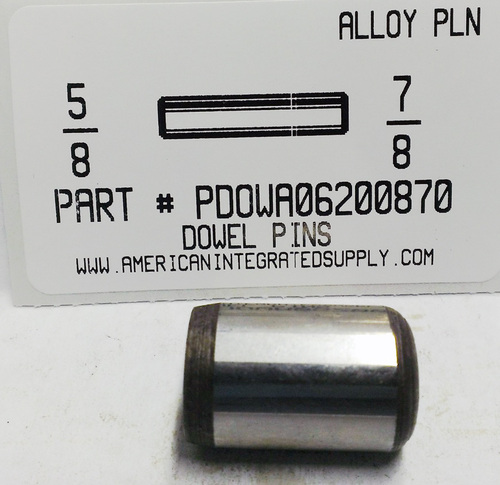 ALLOY PLN
5/8 7/8
PART # PDOWA06200870
DOWEL PINS
WWW.AMERICANINTEGRATEDSUPPLY.COM